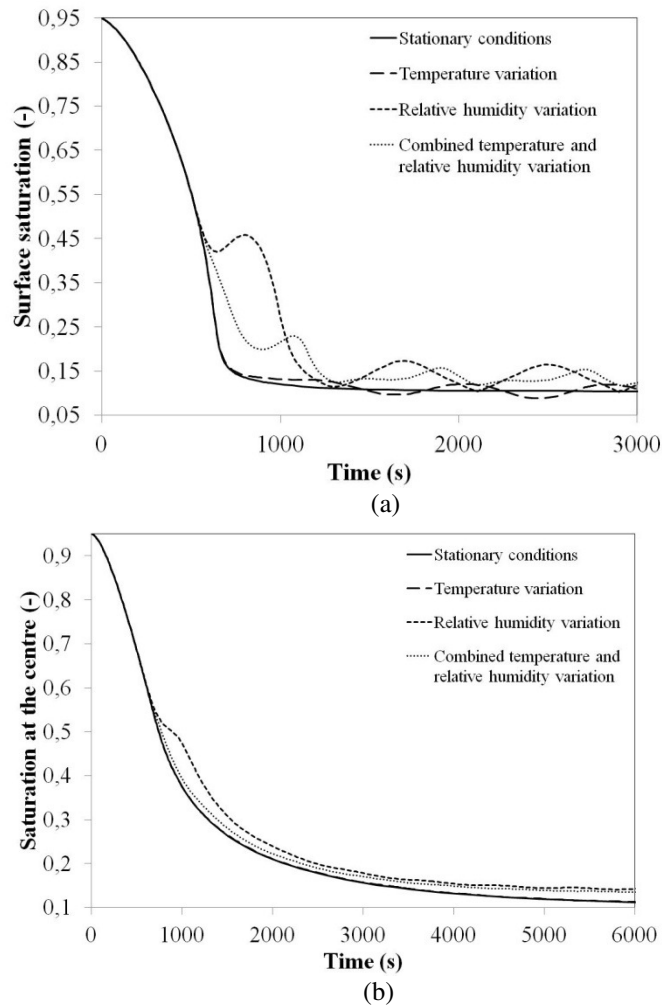 0,95
0,85
0,75
0,65
0,55
0,45
0,35
0,25
0,15
0,05
Surface saturation (-)
Stationary conditions
Temperature variation
Relative humidity variation
Combined temperature and
relative humidity variation
0
1000
2000
3000
Time (s)
(a)
0,9
0,8
0,7
0,6
0,5
0,4
0,3
0,2
0,1
Saturation at the centre (-)
Stationary conditions
Temperature variation
Relative humidity variation
Combined temperature and
relative humidity variation
0
1000
2000
3000
4000
5000
6000
Time (s)
(b)